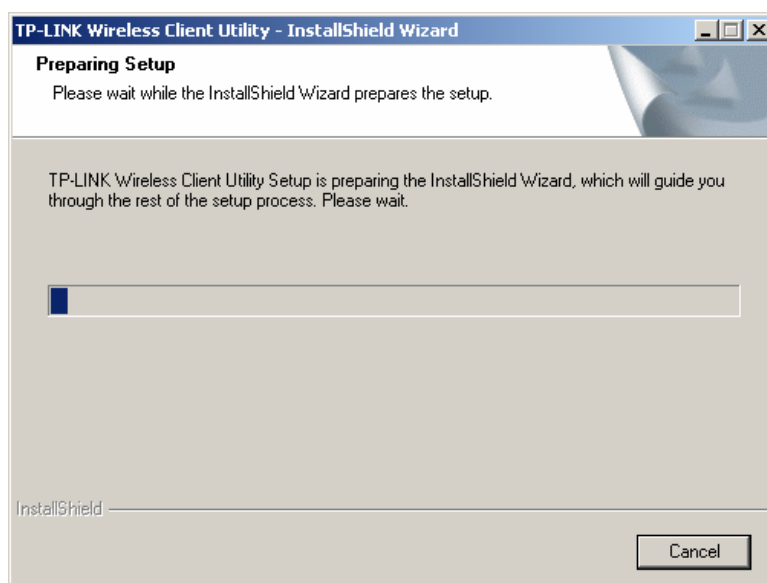 TP-LINK Wireless Client Utility - InstallShield Wizard
Preparing Setup
Please wait while the InstallShield Wizard prepares the setup.
TP-LINK Wireless Client Utility Setup is preparing the InstallShield Wizard, which will guide you
through the rest of the setup process. Please wait.
InstallShield
Cancel